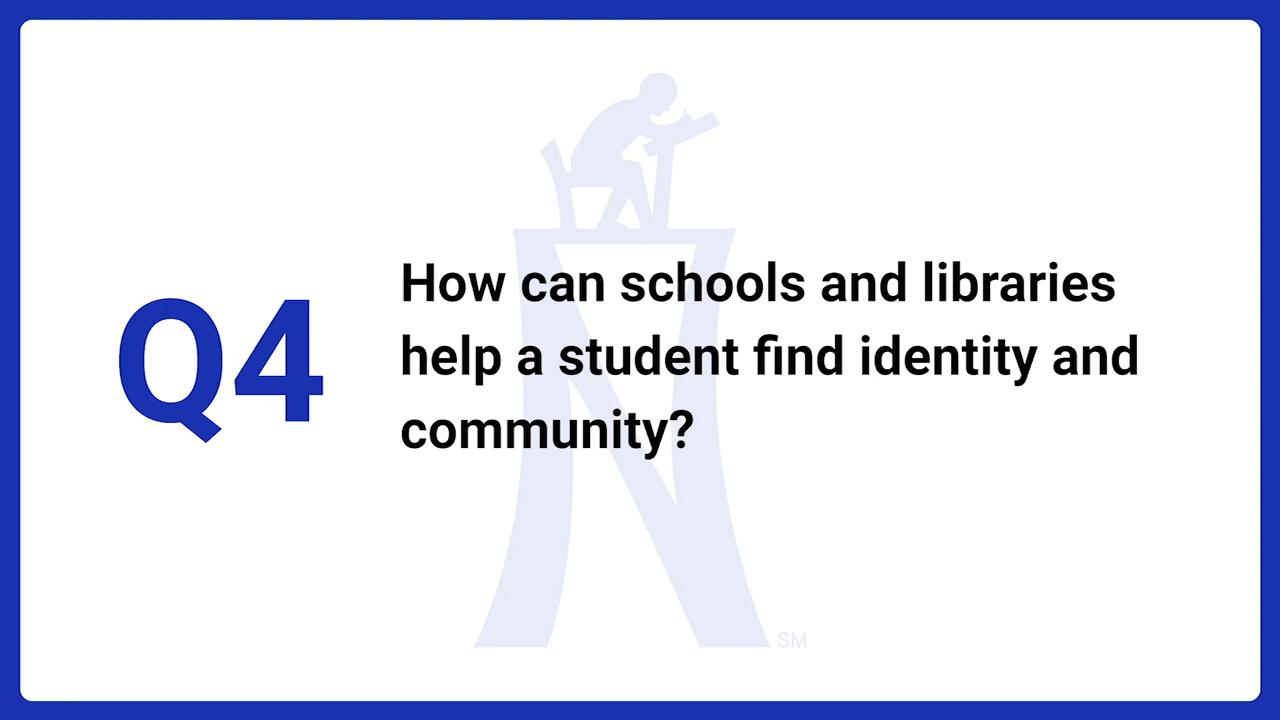 Q4
How can schools and libraries
help a student find identity and
community?
N
SM